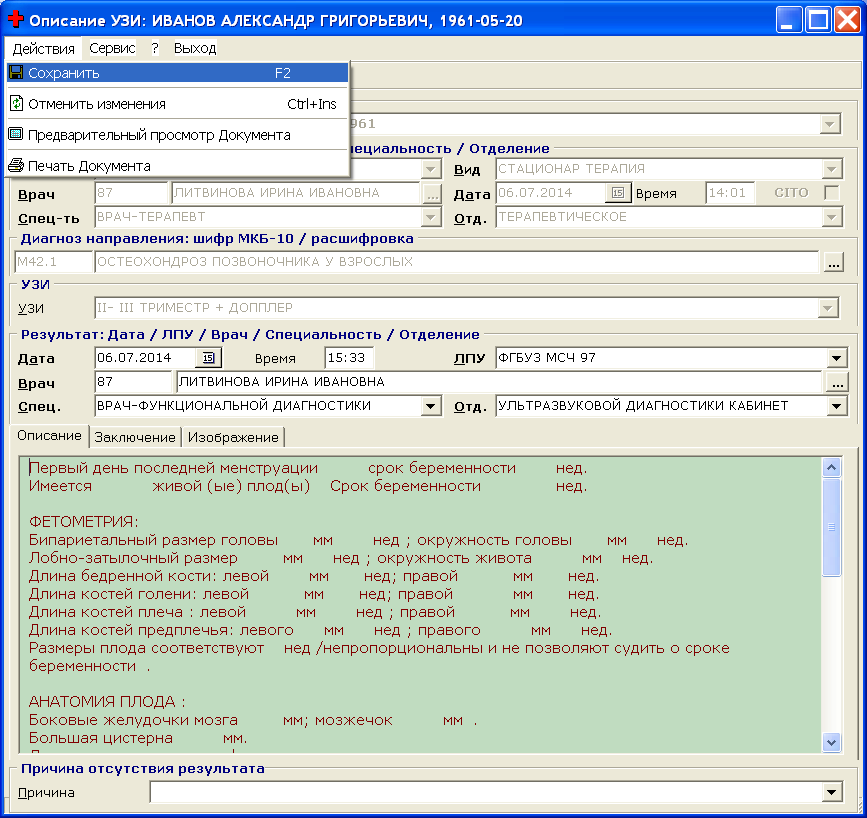 Описание УЗИ: ИВАНОВ АЛЕКСАНДР ГРИГОРЬЕВИЧ, 1961-05-20
Действия Сервис ? Выход
Сохранить F2
Отменить изменения Ctrl+Ins
Предварительный просмотр Документа
Печать Документа
961
пециальность / Отделение
Вид СТАЦИОНАР ТЕРАПИЯ
Врач 87 ЛИТВИНОВА ИРИНА ИВАНОВНА ... Дата 06.07.2014 15 Время 14:01 CITO
Спец-ть ВРАЧ-ТЕРАПЕВТ Отд. ТЕРАПЕВТИЧЕСКОЕ
Диагноз направления: шифр МКБ-10 / расшифровка
М42.1 ОСТЕОХОНДРОЗ ПОЗВОНОЧНИКА У ВЗРОСЛЫХ ...
УЗИ
УЗИ II- III ТРИМЕСТР + ДОППЛЕР
Результат: Дата / ЛПУ / Врач / Специальность / Отделение
Дата 06.07.2014 15 Время 15:33 ЛПУ ФГБУЗ МСЧ 97
Врач 87 ЛИТВИНОВА ИРИНА ИВАНОВНА ...
Спец. ВРАЧ-ФУНКЦИОНАЛЬНОЙ ДИАГНОСТИКИ Отд. УЛЬТРАЗВУКОВОЙ ДИАГНОСТИКИ КАБИНЕТ
Описание Заключение Изображение
Первый день последней менструации срок беременности нед.
Имеется живой (ые) плод(ы) Срок беременности нед.
ФЕТОМЕТРИЯ:
Бипариетальный размер головы мм нед ; окружность головы мм нед.
Лобно-затылочный размер мм нед ; окружность живота мм нед.
Длина бедренной кости: левой мм нед; правой мм нед.
Длина костей голени: левой мм нед; правой мм нед.
Длина костей плеча : левой мм нед ; правой мм нед.
Длина костей предплечья: левого мм нед ; правого мм нед.
Размеры плода соответствуют нед /непропорциональны и не позволяют судить о сроке
беременности .
АНАТОМИЯ ПЛОДА :
Боковые желудочки мозга мм; мозжечок мм .
Большая цистерна мм.
Причина отсутствия результата
Причина